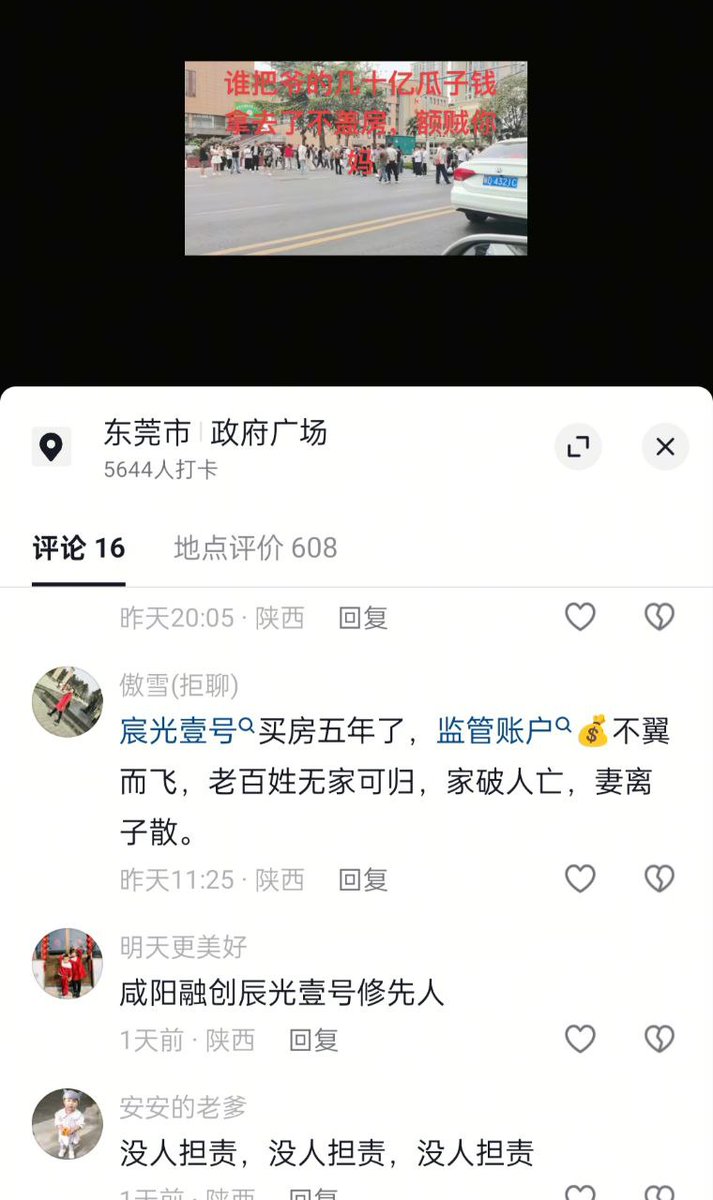 谁把爷的几十亿瓜子钱
拿去了不盖房，额贼你
妈
东莞市 | 政府广场
5644人打卡
评论 16
地点评价 608
昨天20:05 · 陕西 回复
傲雪(拒聊)
宸光壹号买房五年了，监管账户💰不翼
而飞，老百姓无家可归，家破人亡，妻离
子散。
昨天11:25 · 陕西 回复
明天更美好
咸阳融创辰光壹号修先人
1天前 · 陕西 回复
安安的老爹
没人担责，没人担责，没人担责
1天前 · 陕西 回复